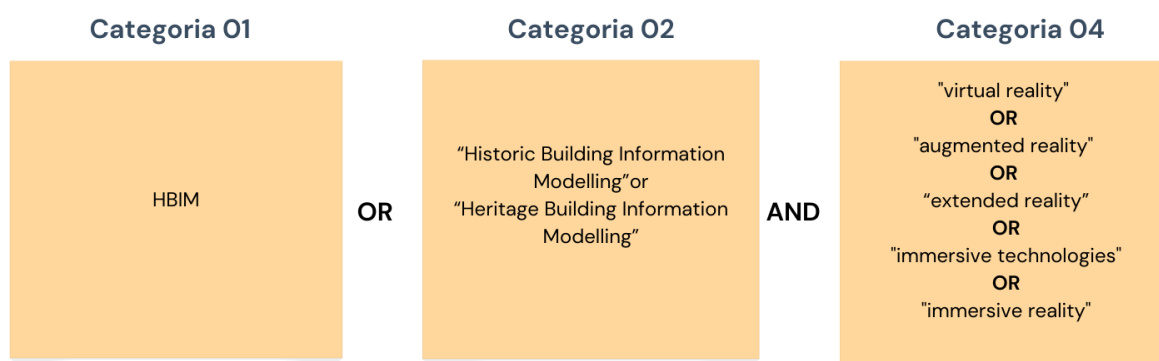 Categoria 01
HBIM
OR
Categoria 02
“Historic Building Information
Modelling”or
“Heritage Building Information
Modelling”
AND
Categoria 04
"virtual reality"
OR
"augmented reality"
OR
“extended reality”
OR
"immersive technologies"
OR
"immersive reality"